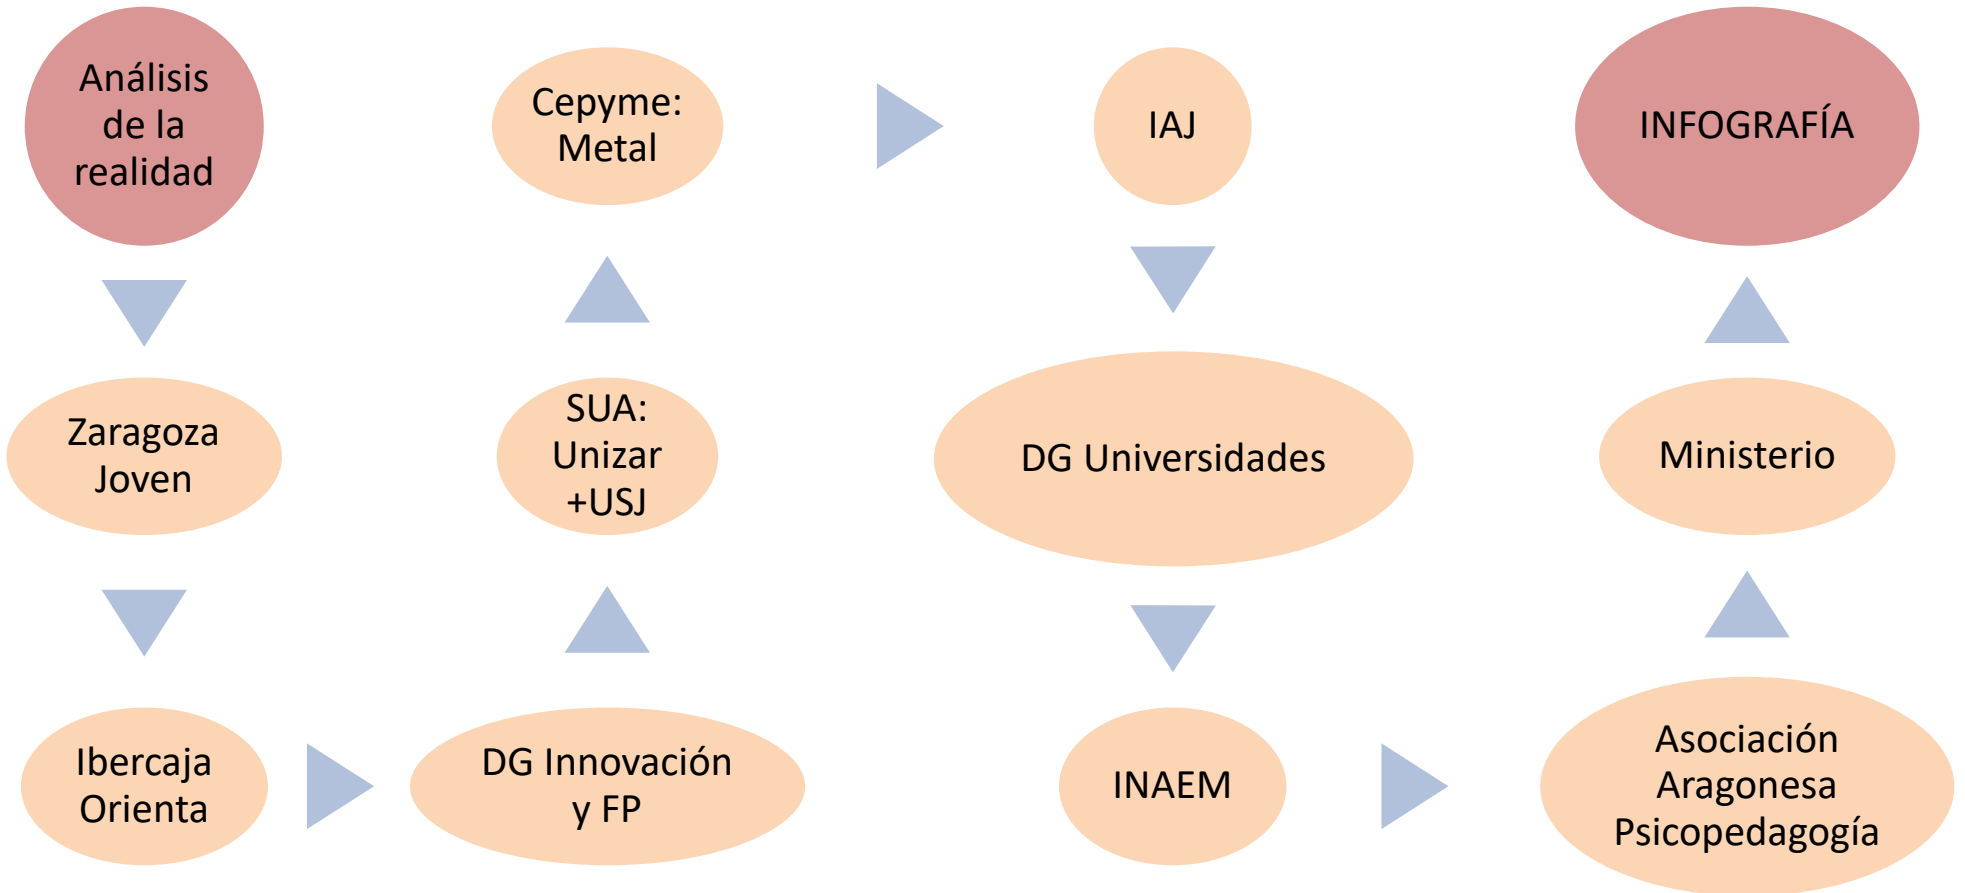 Análisis
de la
realidad
Zaragoza
Joven
Ibercaja
Orienta
DG Innovación
y FP
SUA:
Unizar
+USJ
Cepyme:
Metal
IAJ
DG Universidades
INAEM
Asociación
Aragonesa
Psicopedagogía
Ministerio
INFOGRAFÍA